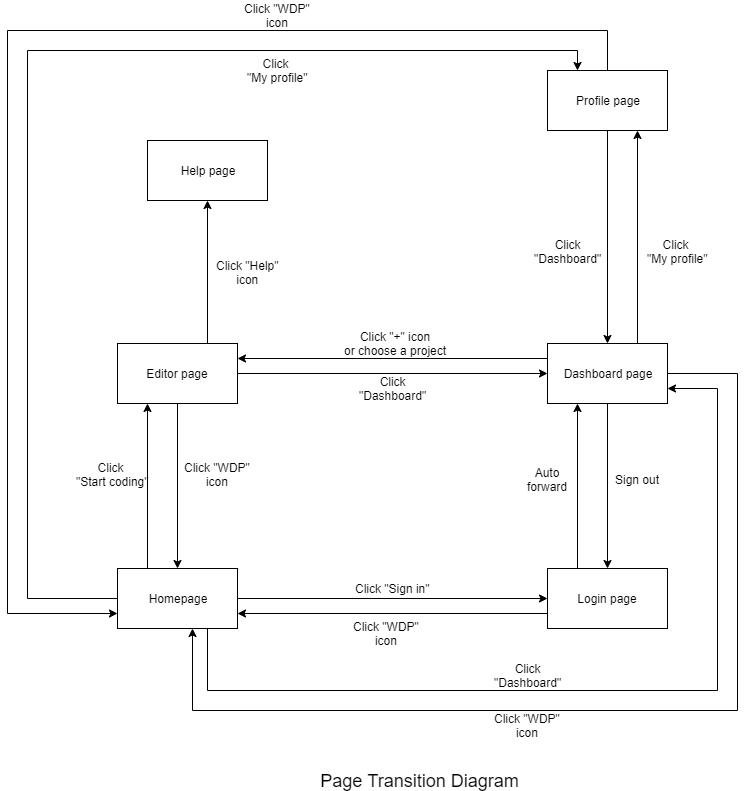 Click "WDP"
icon
Click
"My profile"
Profile page
Help page
Click
"Dashboard"
Click
"My profile"
Click "Help"
icon
Click "+" icon
or choose a project
Editor page
Dashboard page
Click
"Dashboard"
Click
"Start coding"
Click "WDP"
icon
Auto
forward
Sign out
Homepage
Click "Sign in"
Login page
Click "WDP"
icon
Click
"Dashboard"
Click "WDP"
icon
Page Transition Diagram